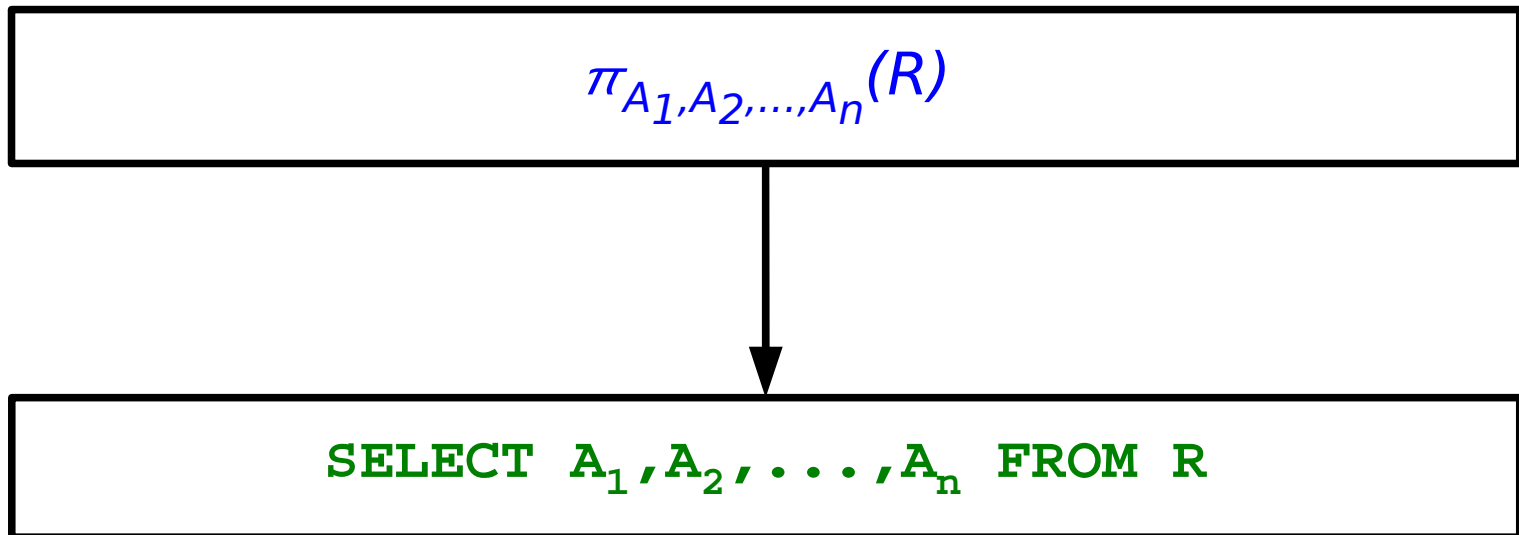 π_{A_1,A_2,...,A_n}(R)
SELECT A_1,A_2,...,A_n FROM R